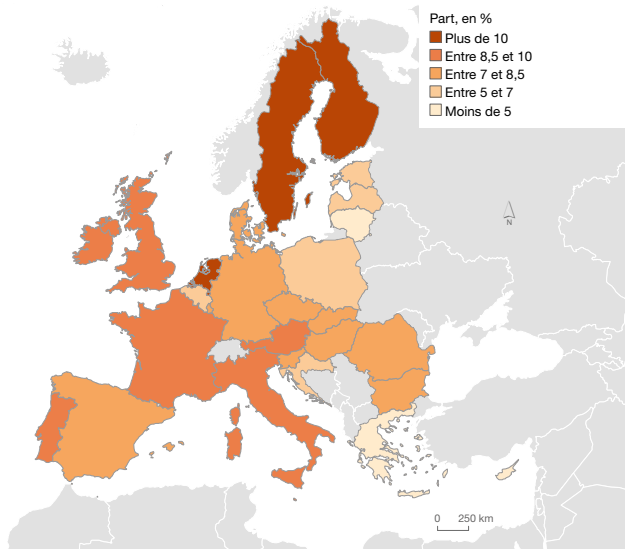 Part, en %
Plus de 10
Entre 8,5 et 10
Entre 7 et 8,5
Entre 5 et 7
Moins de 5
N
0 250 km